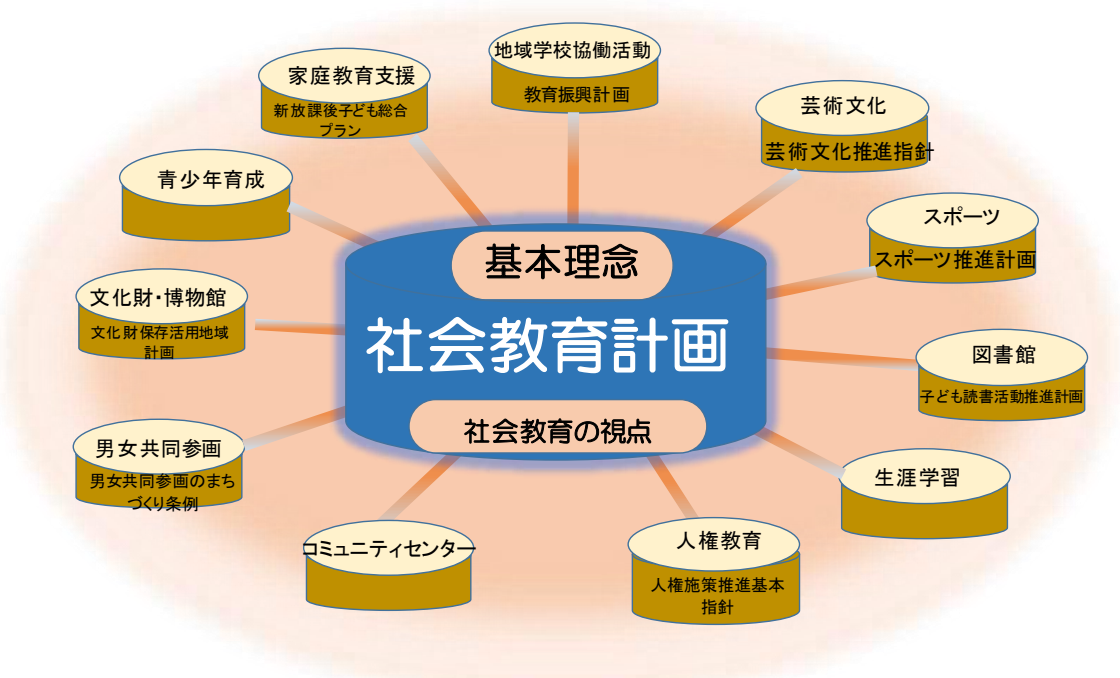 地域学校協働活動
教育振興計画
家庭教育支援
新放課後子ども総合
プラン
芸術文化
芸術文化推進指針
青少年育成
スポーツ
スポーツ推進計画
基本理念
社会教育計画
社会教育の視点
文化財・博物館
文化財保存活用地域
計画
図書館
子ども読書活動推進計画
男女共同参画
男女共同参画のまち
づくり条例
生涯学習
コミュニティセンター
人権教育
人権施策推進基本
指針